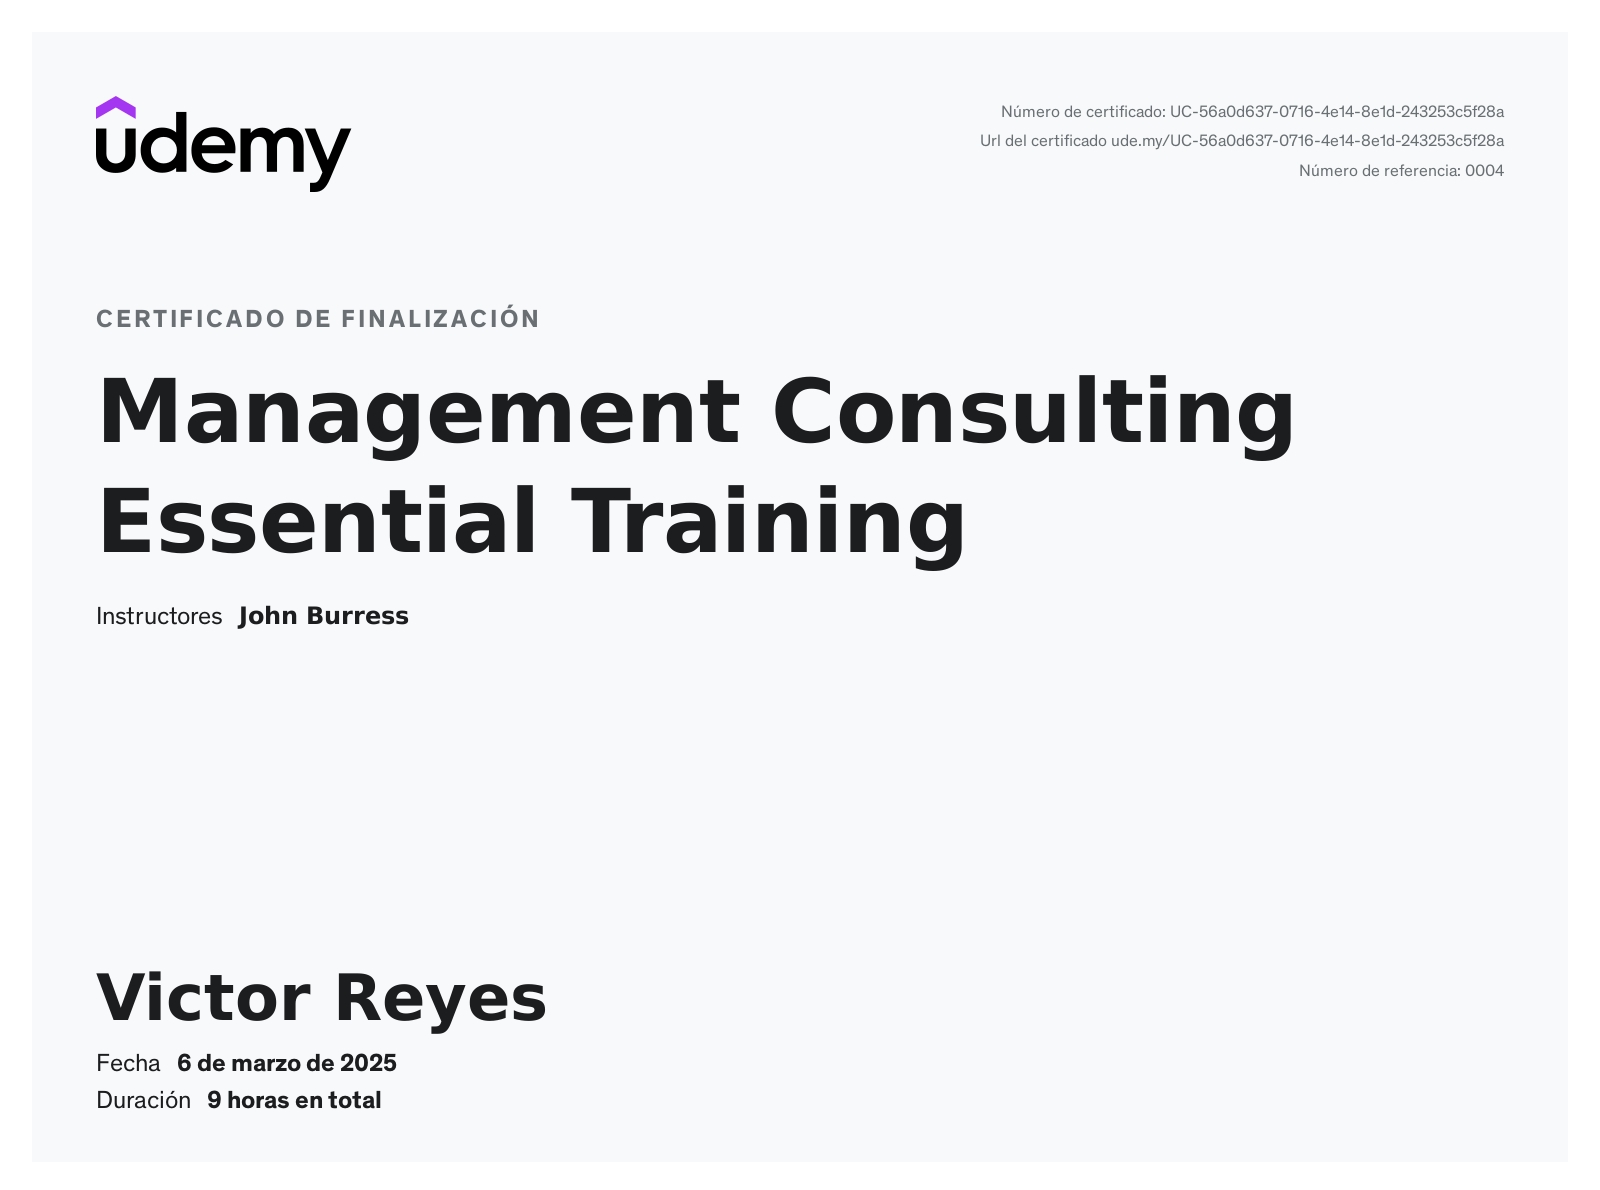 udemy
Número de certificado: UC-56a0d637-0716-4e14-8e1d-243253c5f28a
Url del certificado ude.my/UC-56a0d637-0716-4e14-8e1d-243253c5f28a
Número de referencia: 0004
CERTIFICADO DE FINALIZACIÓN
Management Consulting
Essential Training
Instructores John Burress
Victor Reyes
Fecha 6 de marzo de 2025
Duración 9 horas en total